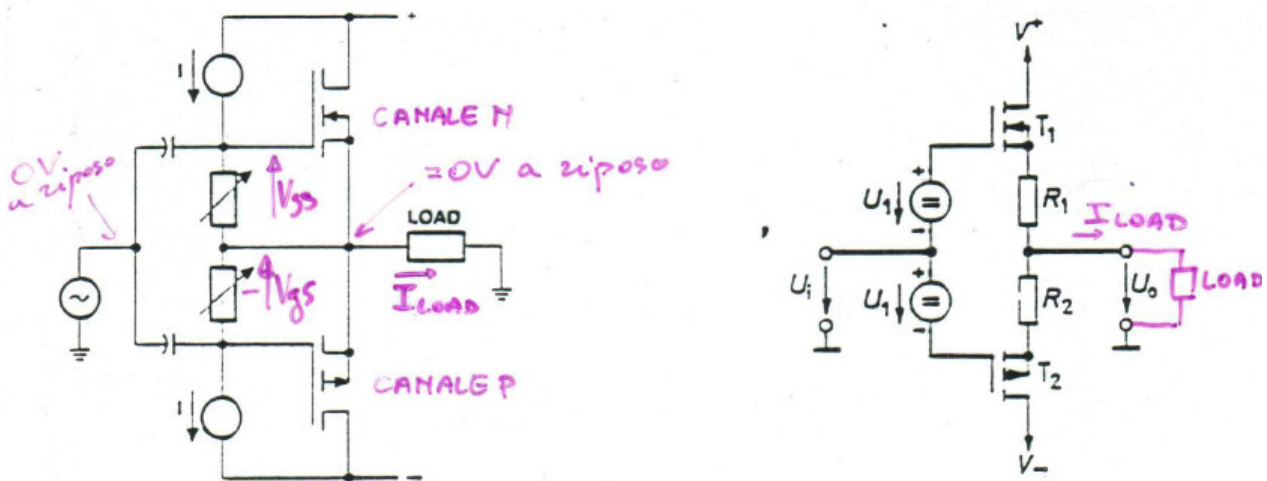 +
I
CANALE N
0V
a riposo
Vgs
=0V a riposo
LOAD
-Vgs
ILOAD
CANALE P
I
-
V+
T1
+
U1
-
R1
ILOAD
Ui
+
U1
-
R2
Uo
LOAD
T2
V-